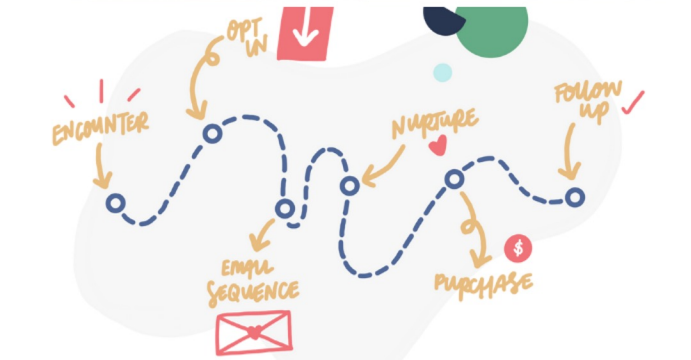 ENCOUNTER
OPT
IN
EMAIL
SEQUENCE
NURTURE
$
PURCHASE
FOLLOW
UP